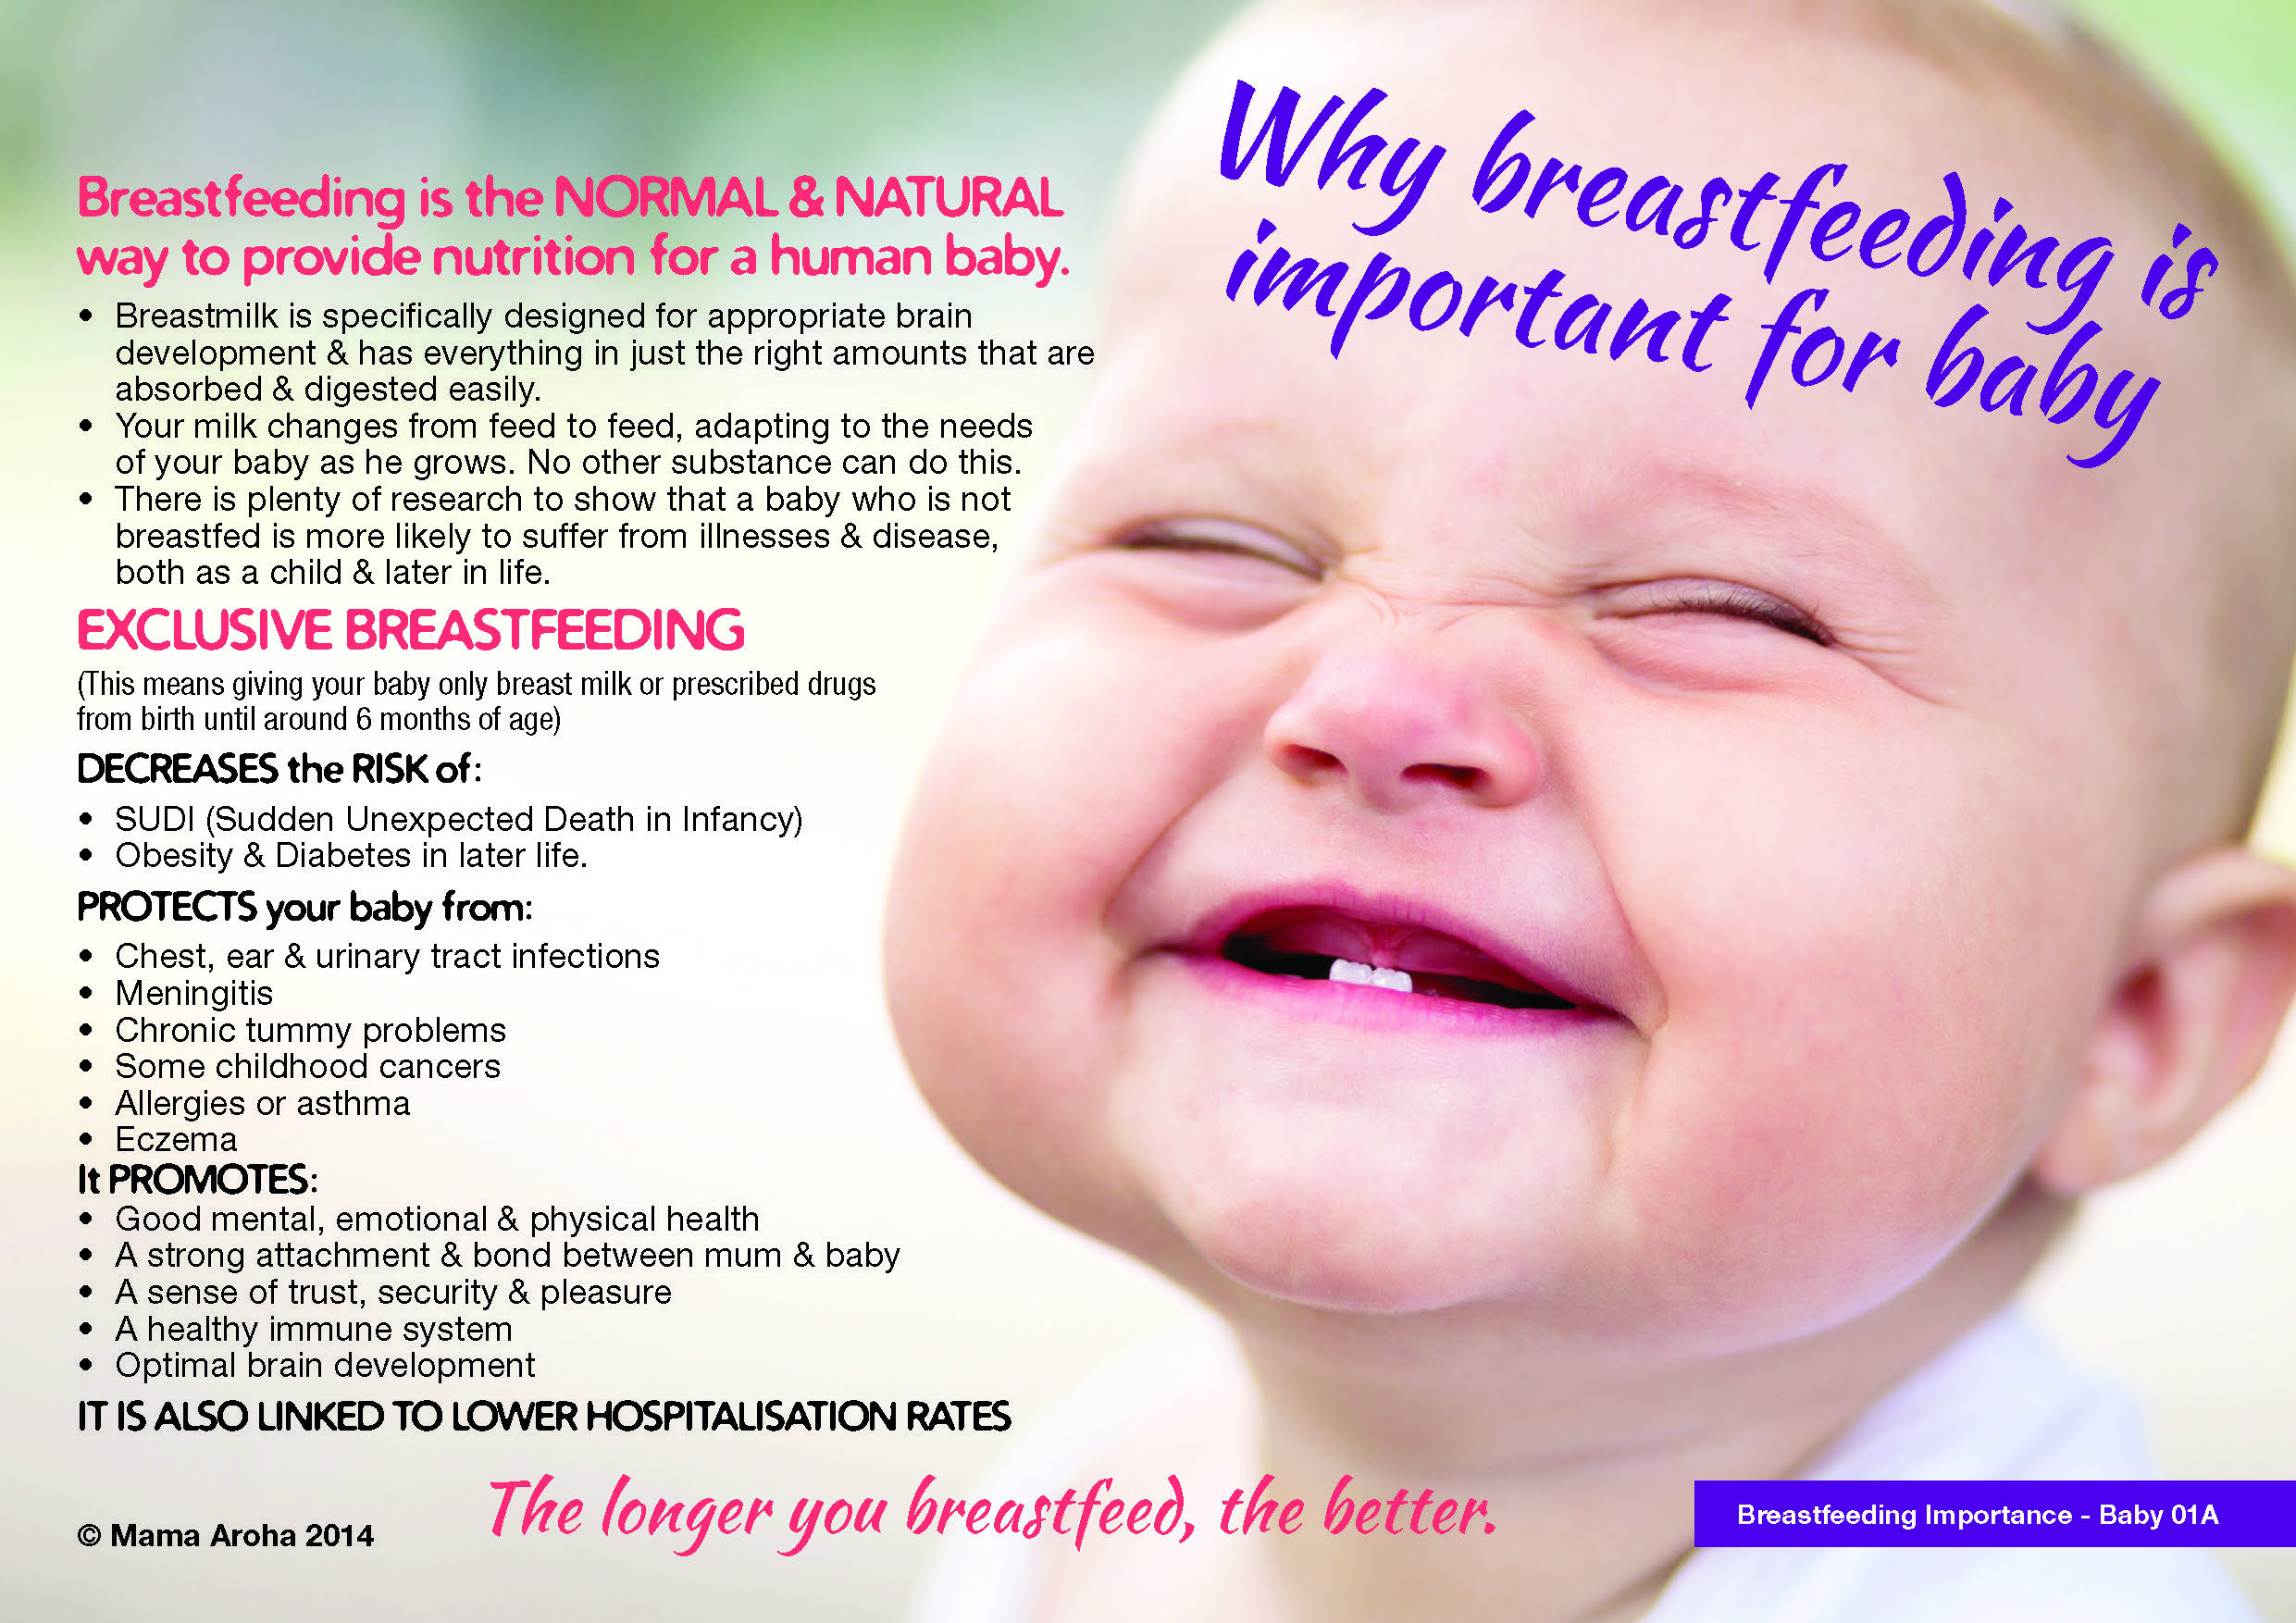 Why breastfeeding is
important for baby
Breastfeeding is the NORMAL & NATURAL
way to provide nutrition for a human baby.
• Breastmilk is specifically designed for appropriate brain
development & has everything in just the right amounts that are
absorbed & digested easily.
• Your milk changes from feed to feed, adapting to the needs
of your baby as he grows. No other substance can do this.
• There is plenty of research to show that a baby who is not
breastfed is more likely to suffer from illnesses & disease,
both as a child & later in life.
EXCLUSIVE BREASTFEEDING
(This means giving your baby only breast milk or prescribed drugs
from birth until around 6 months of age)
DECREASES the RISK of:
• SUDI (Sudden Unexpected Death in Infancy)
• Obesity & Diabetes in later life.
PROTECTS your baby from:
• Chest, ear & urinary tract infections
• Meningitis
• Chronic tummy problems
• Some childhood cancers
• Allergies or asthma
• Eczema
It PROMOTES:
• Good mental, emotional & physical health
• A strong attachment & bond between mum & baby
• A sense of trust, security & pleasure
• A healthy immune system
• Optimal brain development
IT IS ALSO LINKED TO LOWER HOSPITALISATION RATES
The longer you breastfeed, the better.
© Mama Aroha 2014
Breastfeeding Importance - Baby 01A